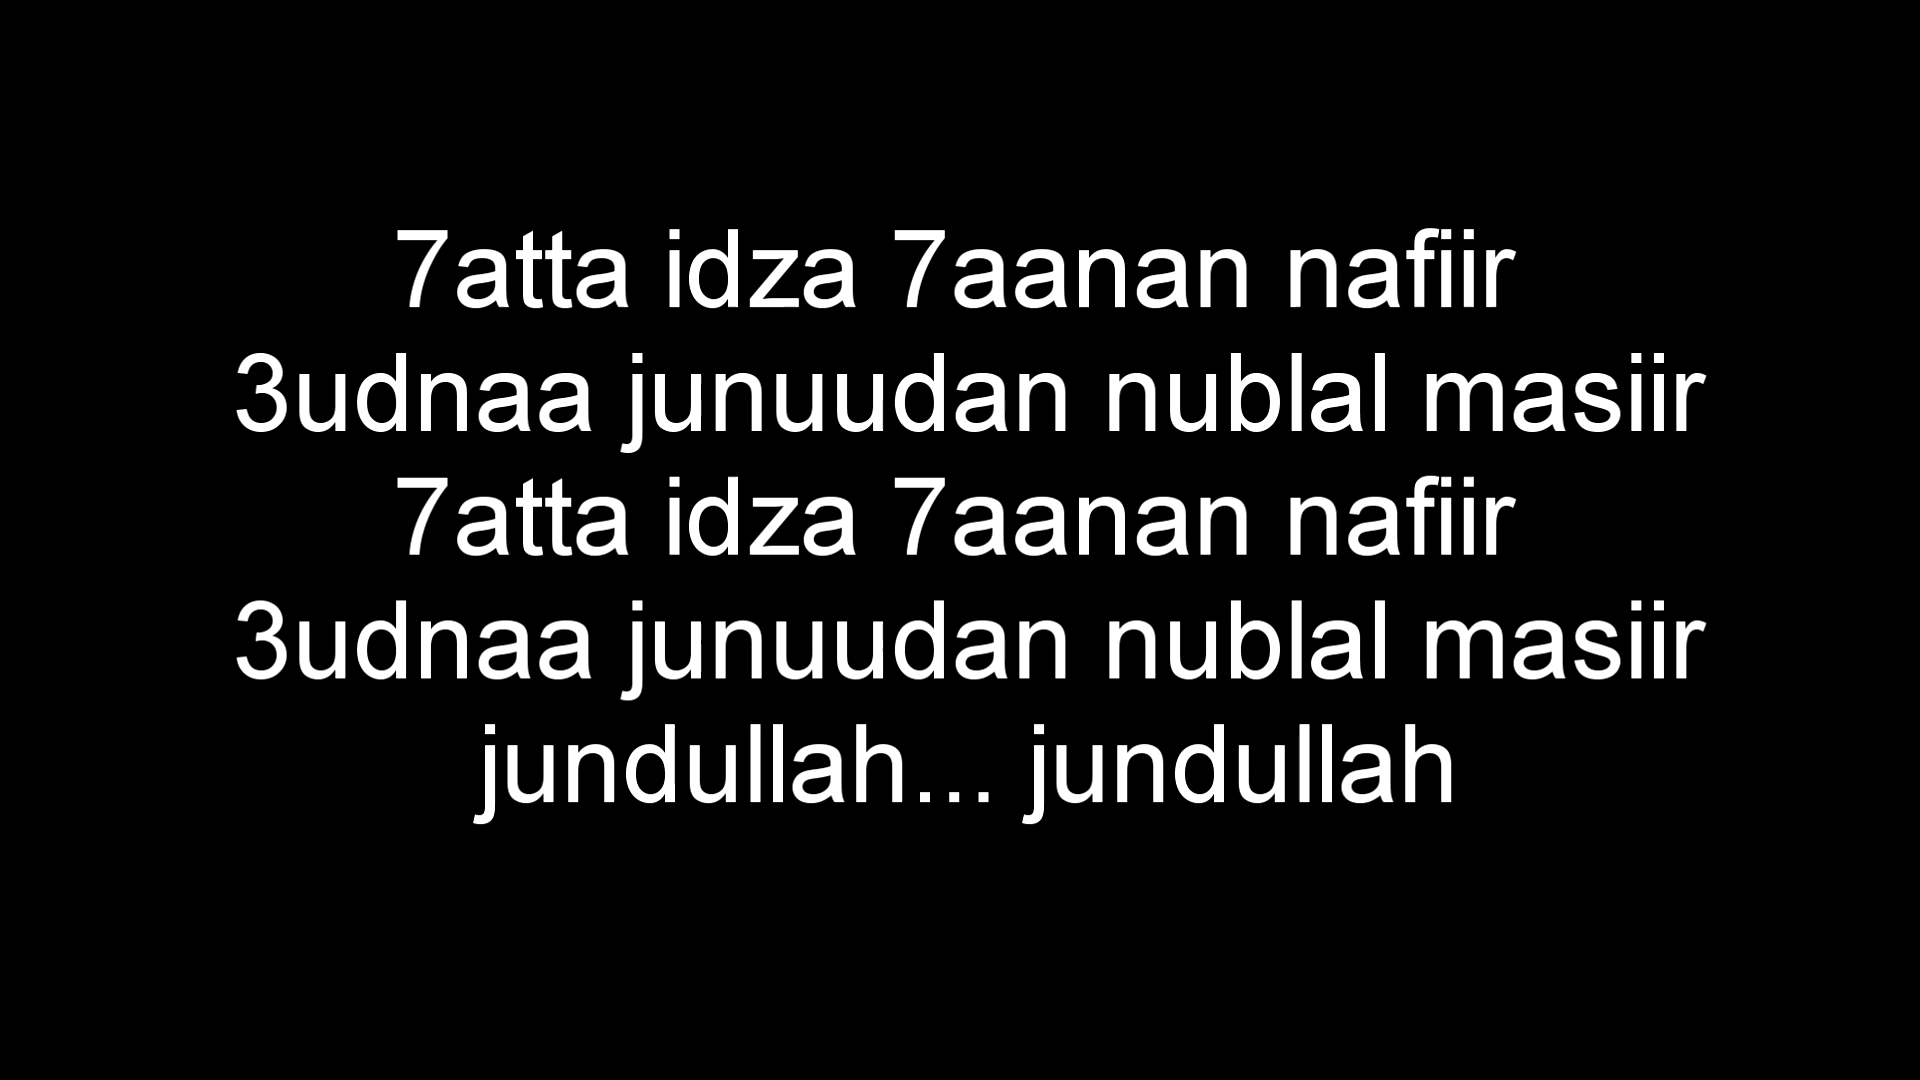 7atta idza 7aanan nafiir
3udnaa junuudan nublal masiir
7atta idza 7aanan nafiir
3udnaa junuudan nublal masiir
jundullah... jundullah